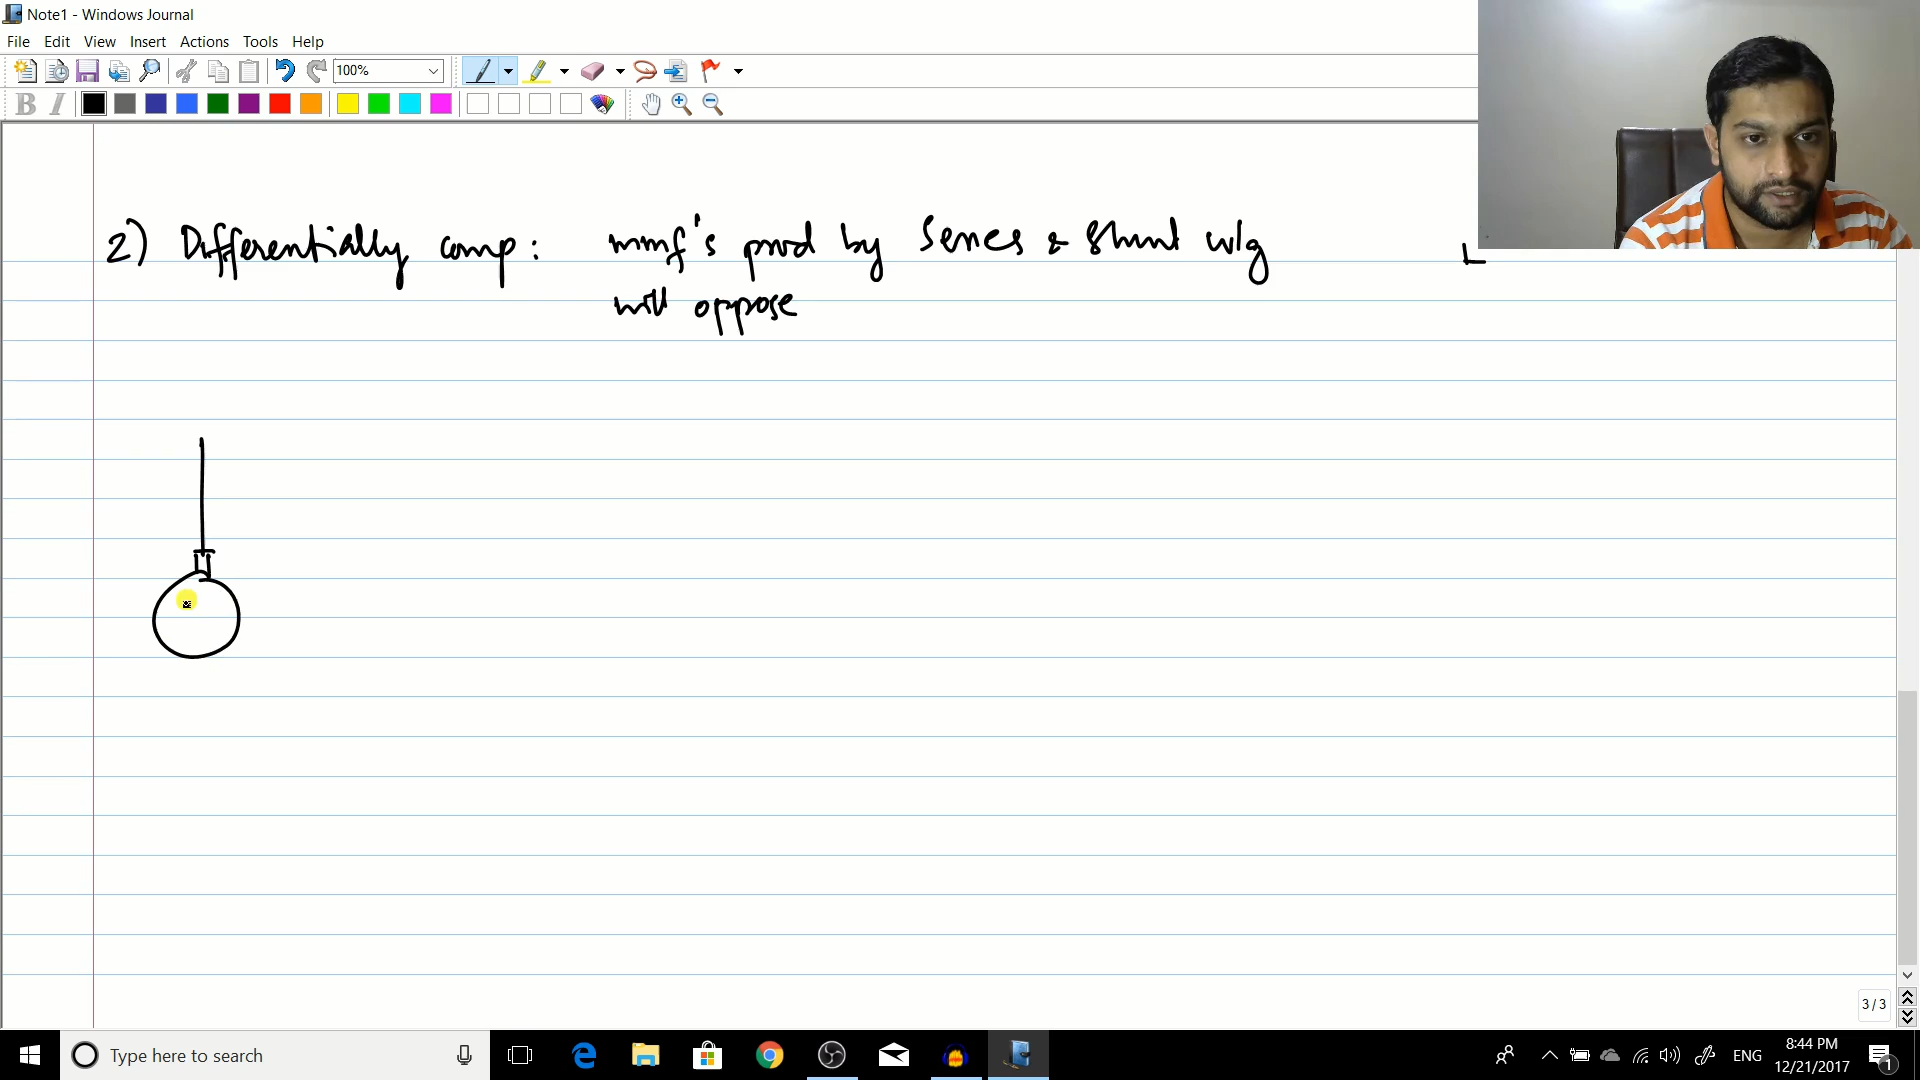 Note1 - Windows Journal
File Edit View Insert Actions Tools Help
100%
B I
2) Differentially comp: mmf's prod by Series & Shunt w/g
will oppose
3 / 3
Type here to search
ENG
8:44 PM
12/21/2017
1